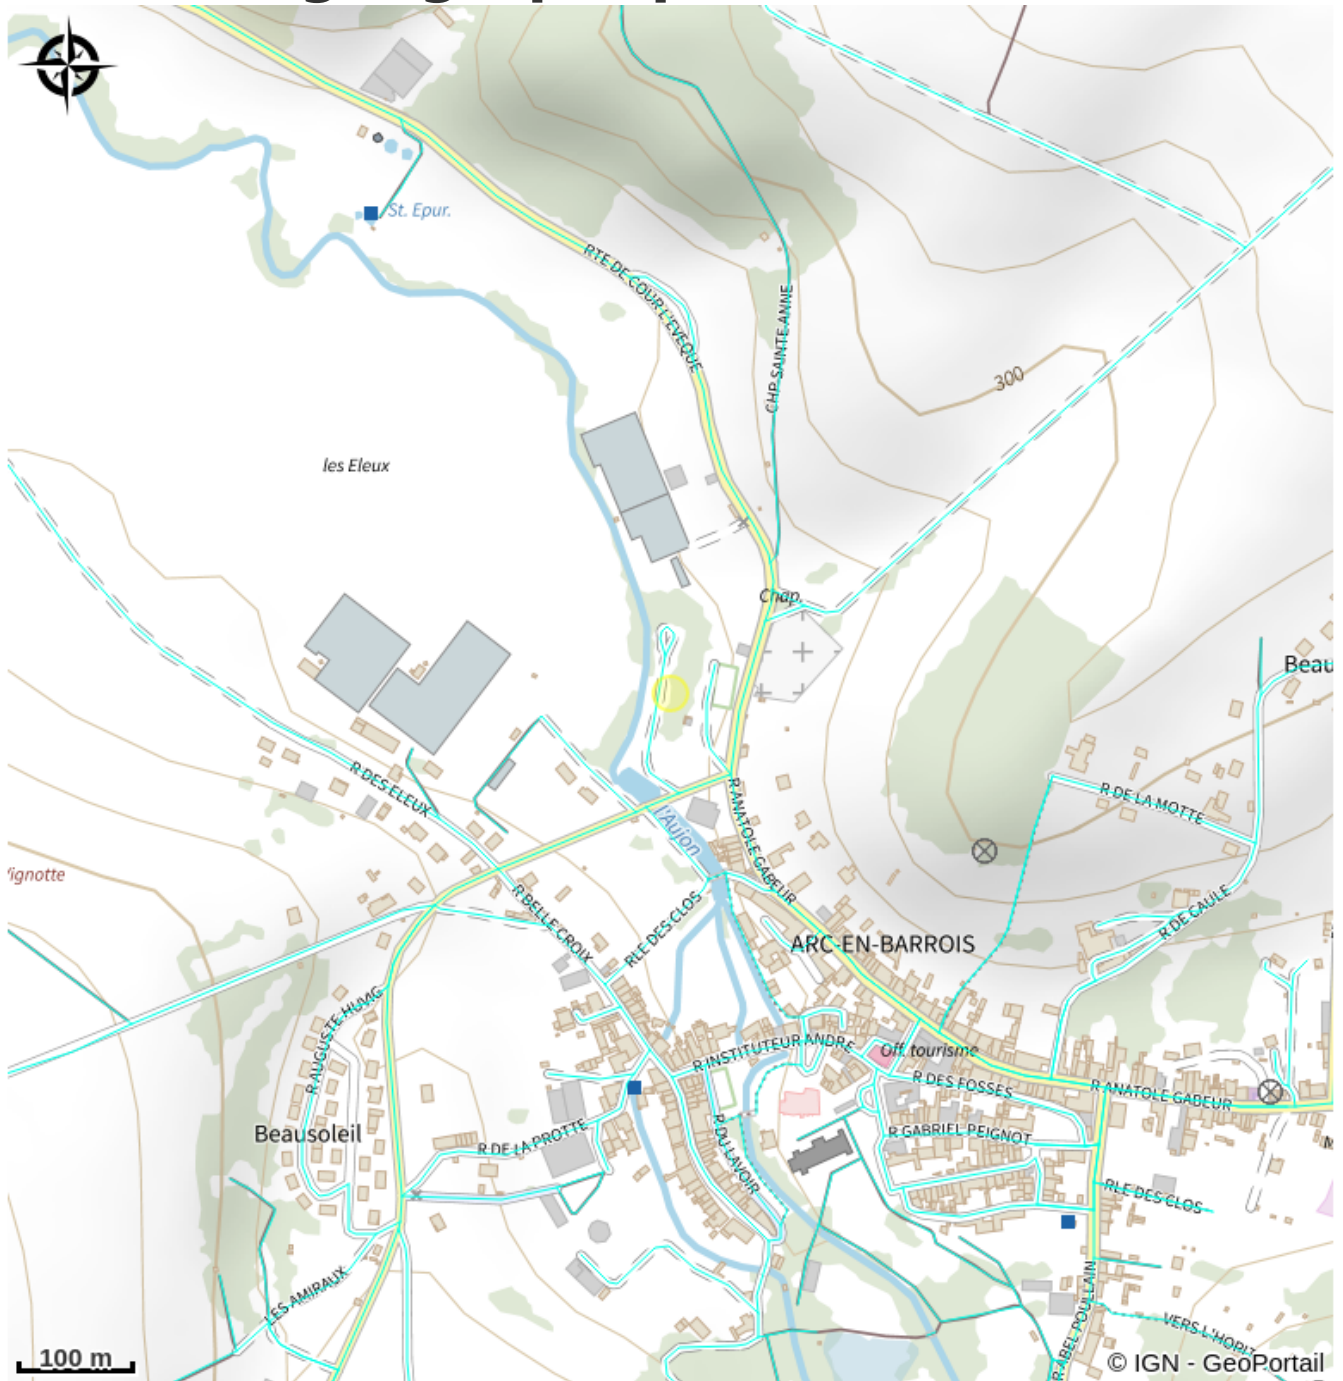 St. Epur.
RTE DE COUR L'EVEQUE
CHP SAINTE ANNE
300
les Eleux
Chap.
Beau
R DES ELEUX
R DE LA MOTTE
l'Aujon
R ANATOLE GABEUR
ignotte
R BELLE CROIX
RLE DES CLOS
R DE CAULE
ARC-EN-BARROIS
R AUGUSTE HUVIG
R INSTITUTEUR ANDRE
Off. tourisme
R DES FOSSES
R ANATOLE GABEUR
Beausoleil
R DE LA PROTTE
R DU LAVOIR
R GABRIEL PEIGNOT
M
RLE DES CLOS
LES AMIRAUX
R ABEL POULLAIN
VERS L'HOPIT
100 m
© IGN - GeoPortail